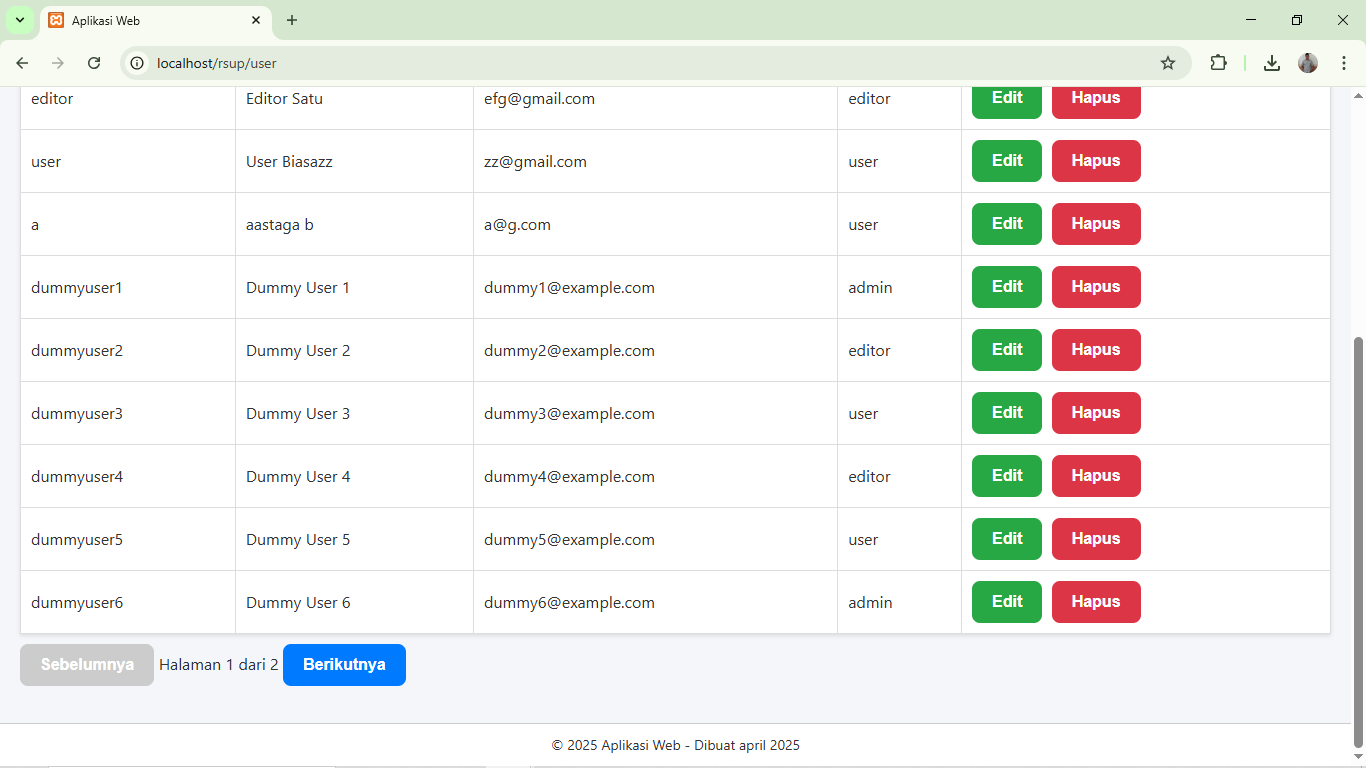 Aplikasi Web
localhost/rsup/user
editor Editor Satu efg@gmail.com editor Edit Hapus
user User Biasazz zz@gmail.com user Edit Hapus
a aastaga b a@g.com user Edit Hapus
dummyuser1 Dummy User 1 dummy1@example.com admin Edit Hapus
dummyuser2 Dummy User 2 dummy2@example.com editor Edit Hapus
dummyuser3 Dummy User 3 dummy3@example.com user Edit Hapus
dummyuser4 Dummy User 4 dummy4@example.com editor Edit Hapus
dummyuser5 Dummy User 5 dummy5@example.com user Edit Hapus
dummyuser6 Dummy User 6 dummy6@example.com admin Edit Hapus
Sebelumnya Halaman 1 dari 2 Berikutnya
© 2025 Aplikasi Web - Dibuat april 2025